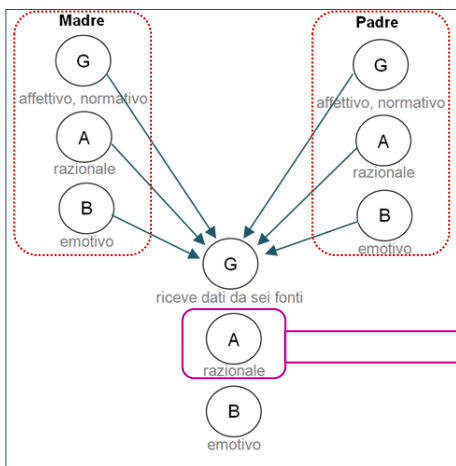 Madre
G
affettivo, normativo
A
razionale
B
emotivo
Padre
G
affettivo, normativo
A
razionale
B
emotivo
G
riceve dati da sei fonti
A
razionale
B
emotivo